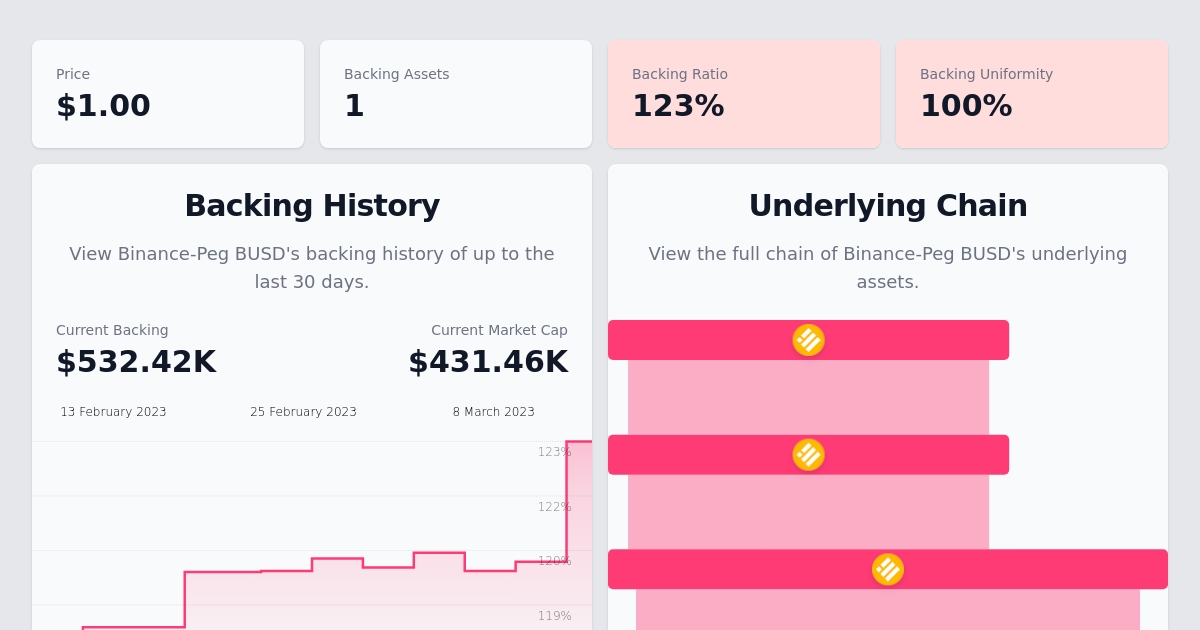 Price
$1.00
Backing Assets
1
Backing Ratio
123%
Backing Uniformity
100%
Backing History
View Binance-Peg BUSD's backing history of up to the
last 30 days.
Current Backing
$532.42K
Current Market Cap
$431.46K
13 February 2023
25 February 2023
8 March 2023
123%
122%
120%
119%
Underlying Chain
View the full chain of Binance-Peg BUSD's underlying
assets.